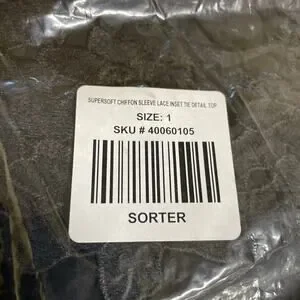 SUPERSOFT CHIFFON SLEEVE LACE INSET TIE DETAIL TOP
SIZE: 1
SKU # 40060105
SORTER